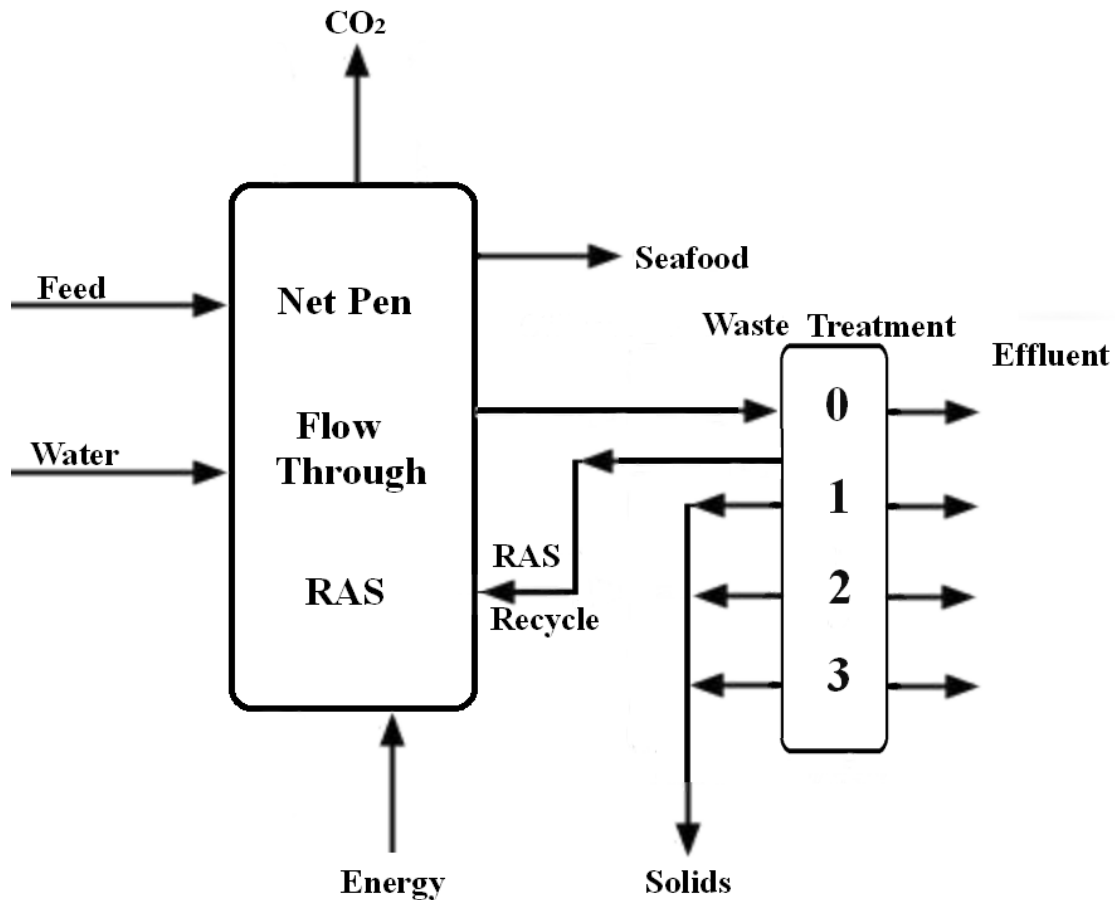 CO₂
Seafood
Feed
Net Pen
Waste Treatment
Effluent
0
Flow
Through
Water
1
RAS
RAS
Recycle
2
3
Energy
Solids